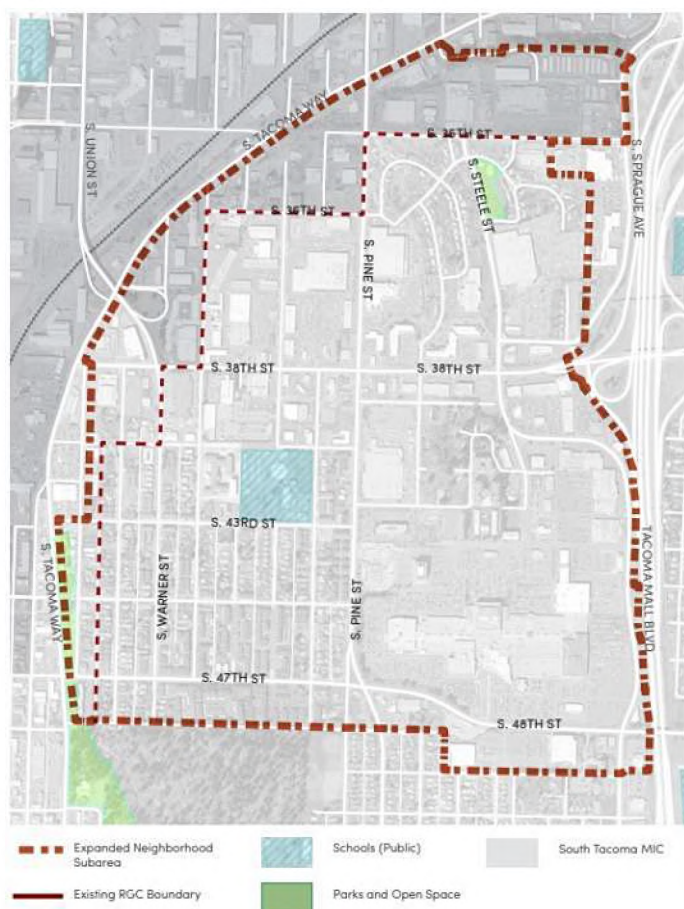 S. UNION ST
S. TACOMA WAY
S. 35TH ST
S. SPRAGUE AVE
S. STEELE ST
S. 36TH ST
S. PINE ST
S. 38TH ST
S. 38TH ST
S. 43RD ST
S. TACOMA WAY
S. WARNER ST
S. PINE ST
TACOMA MALL BLVD
S. 47TH ST
S. 48TH ST
Expanded Neighborhood
Subarea
Schools (Public)
South Tacoma MIC
Existing RGC Boundary
Parks and Open Space